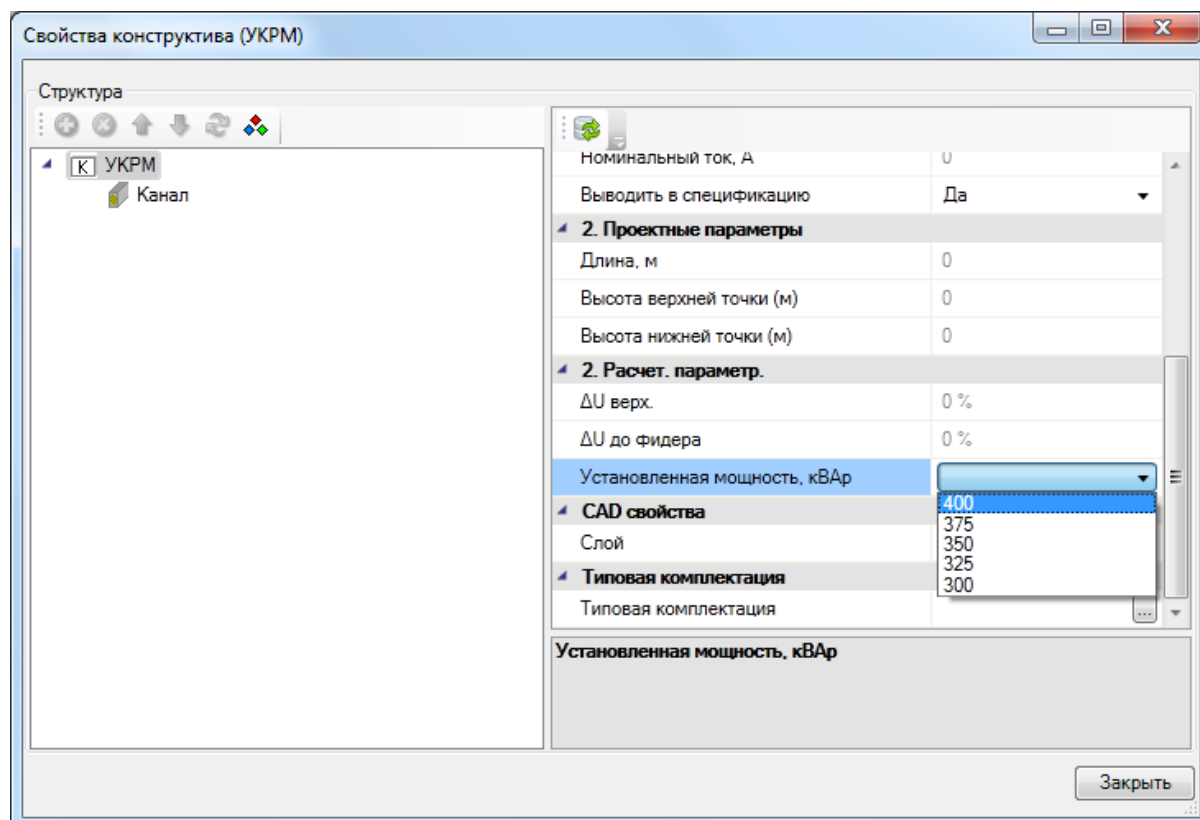 Свойства конструктива (УКРМ)
Структура
K УКРМ
Канал
Номинальный ток, А 0
Выводить в спецификацию Да
2. Проектные параметры
Длина, м 0
Высота верхней точки (м) 0
Высота нижней точки (м) 0
2. Расчет. параметр.
ΔU верх. 0 %
ΔU до фидера 0 %
Установленная мощность, кВАр
400
CAD свойства
375
Слой 350
325
Типовая комплектация
300
Типовая комплектация ...
Установленная мощность, кВАр
Закрыть